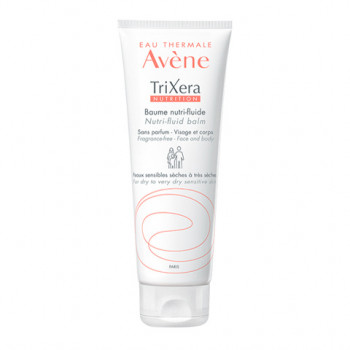 EAU THERMALE
Avène
TriXera
NUTRITION
Baume nutri-fluide
Nutri-fluid balm
Sans parfum - Visage et corps
Fragrance-free - Face and body
Peaux sensibles sèches à très sèches
For dry to very dry sensitive
PARIS